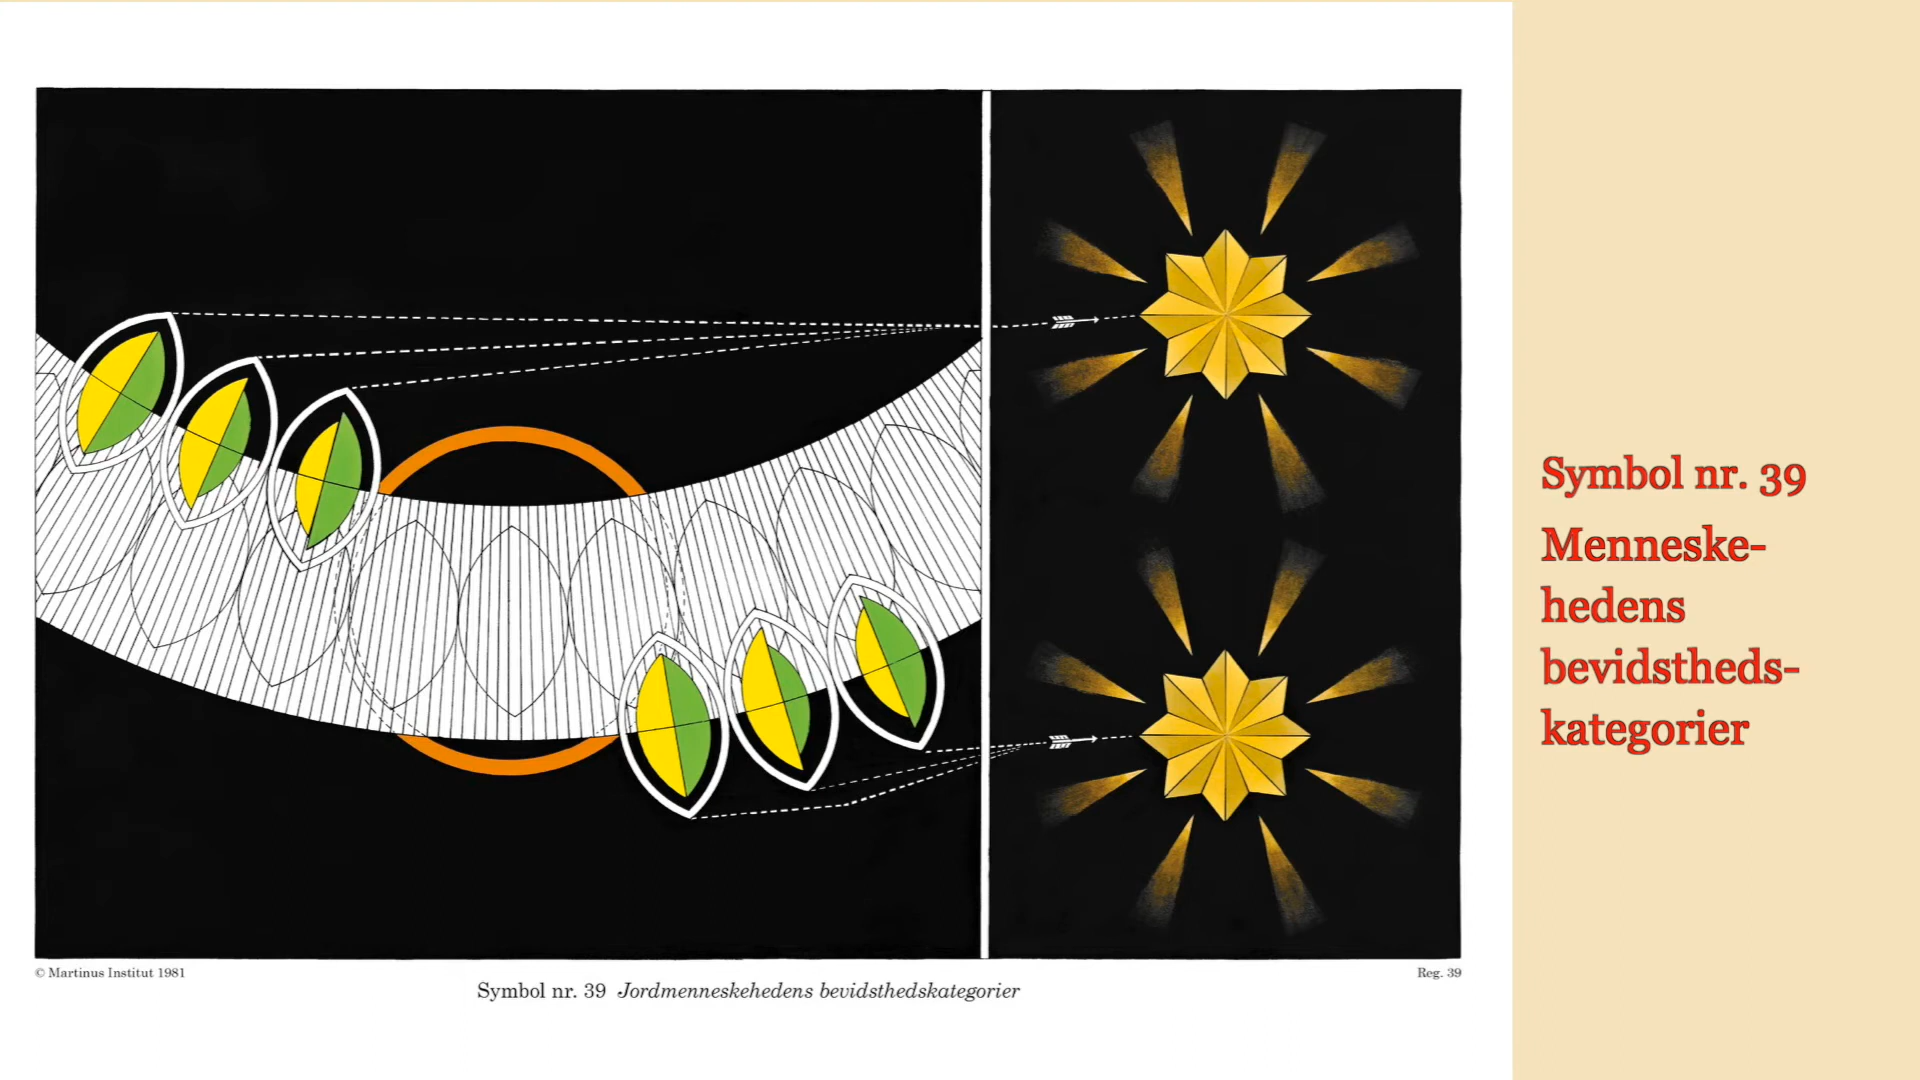 Symbol nr. 39
Menneske-
hedens
bevidstheds-
kategorier
© Martinus Institut 1981
Reg. 39
Symbol nr. 39 Jordmenneskehedens bevidsthedskategorier